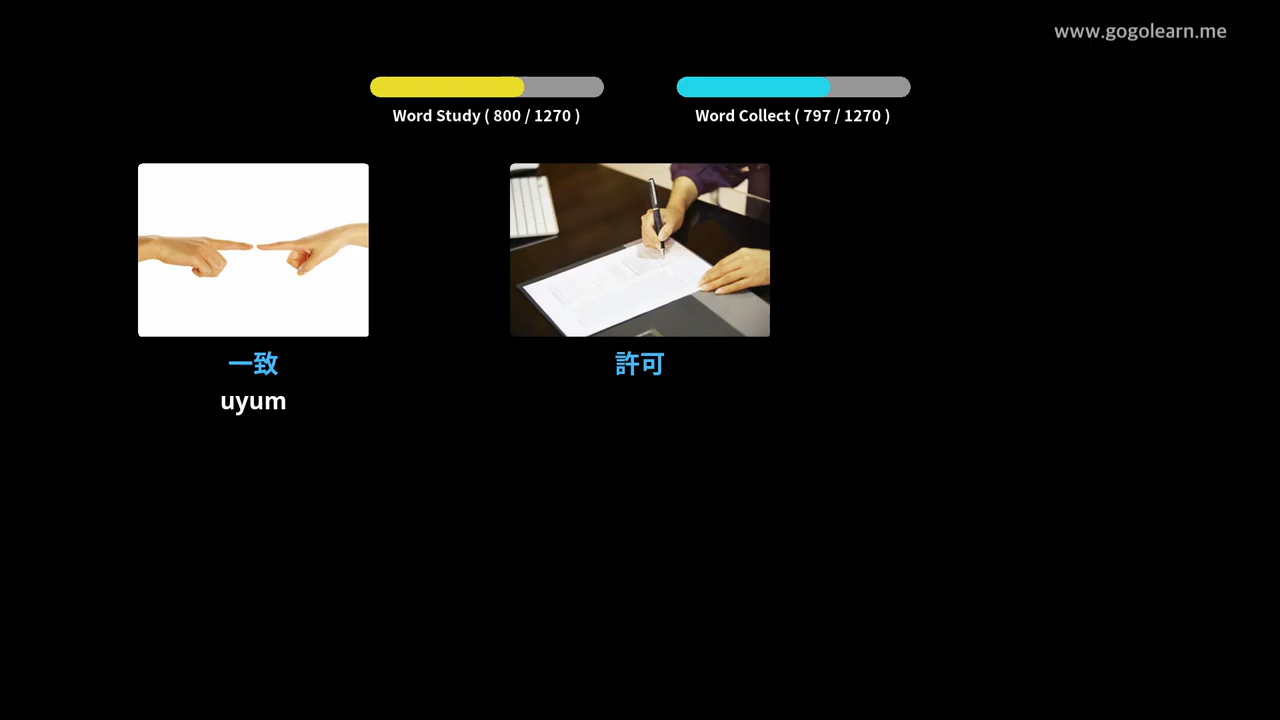 www.gogolearn.me
Word Study ( 800 / 1270 )
Word Collect ( 797 / 1270 )
一致
許可
uyum